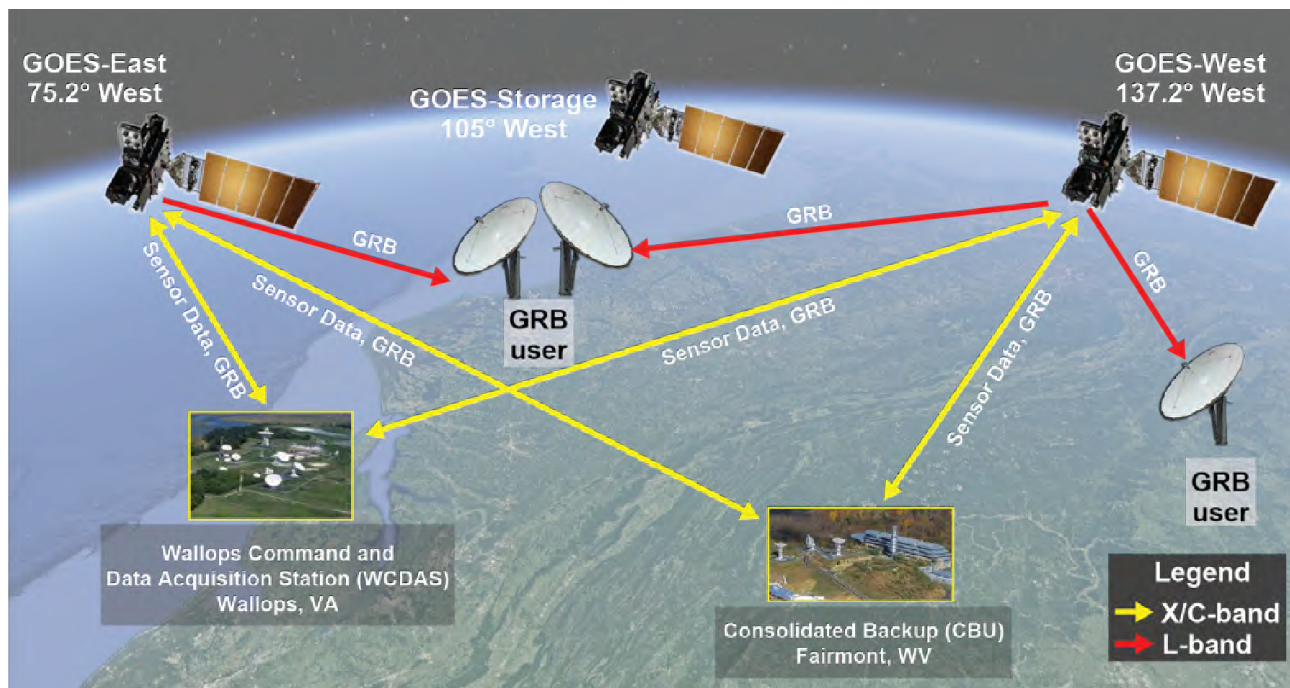 GOES-East
75.2° West
GOES-Storage
105° West
GOES-West
137.2° West
GRB
GRB
GRB
Sensor Data, GRB
Sensor Data, GRB
Sensor Data, GRB
Sensor Data, GRB
GRB
user
GRB
user
Wallops Command and
Data Acquisition Station (WCDAS)
Wallops, VA
Consolidated Backup (CBU)
Fairmont, WV
Legend
X/C-band
L-band